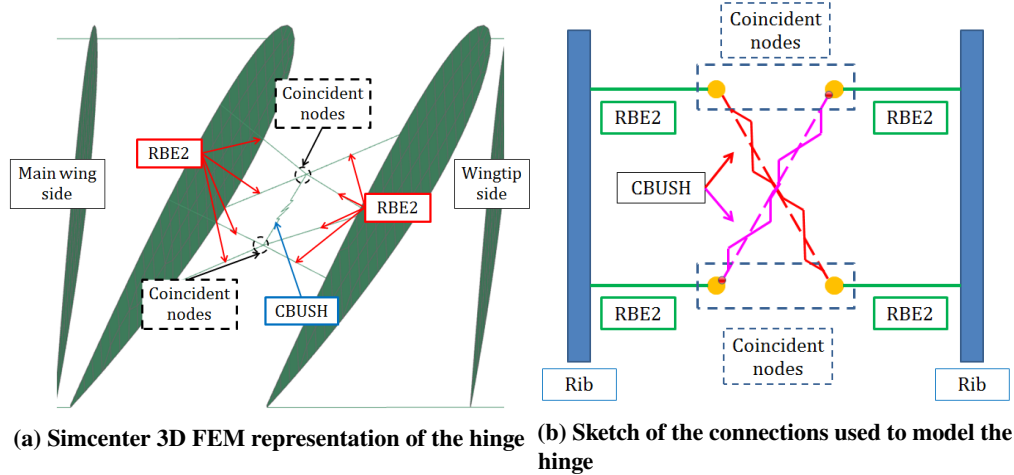 Coincident
nodes
RBE2
Main wing
side
Wingtip
side
RBE2
Coincident
nodes
CBUSH
(a) Simcenter 3D FEM representation of the hinge
Coincident
nodes
RBE2
RBE2
CBUSH
RBE2
RBE2
Coincident
nodes
Rib
Rib
(b) Sketch of the connections used to model the
hinge